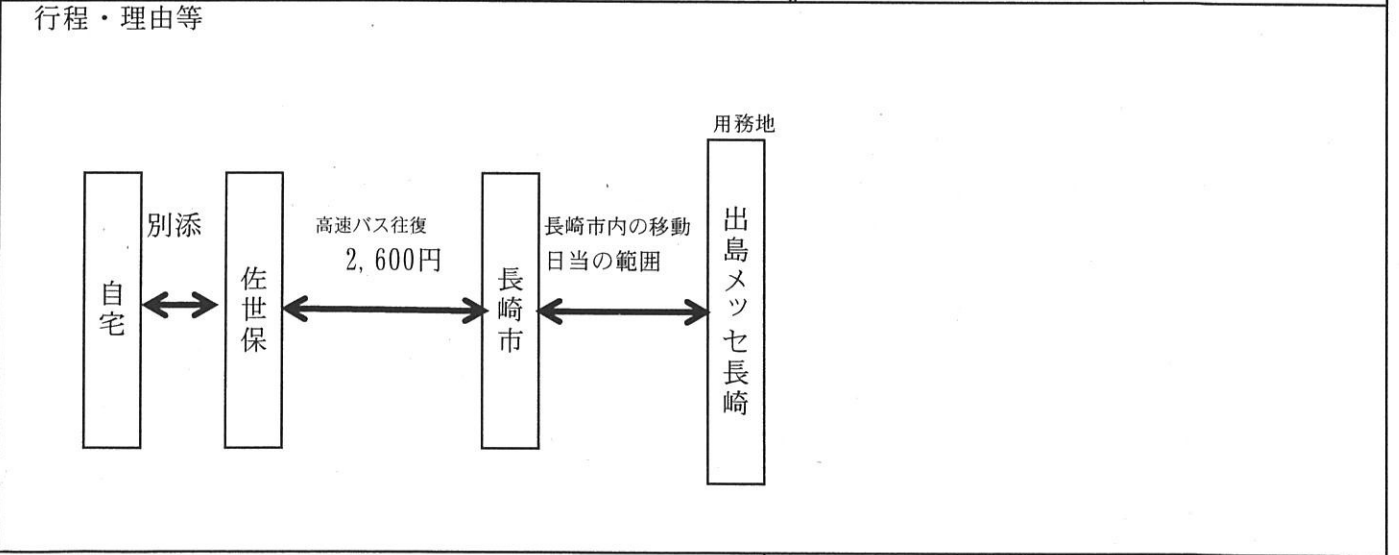 行程・理由等
自宅
別添
佐世保
高速バス往復
2,600円
長崎市
長崎市内の移動
日当の範囲
用務地
出島メッセ長崎